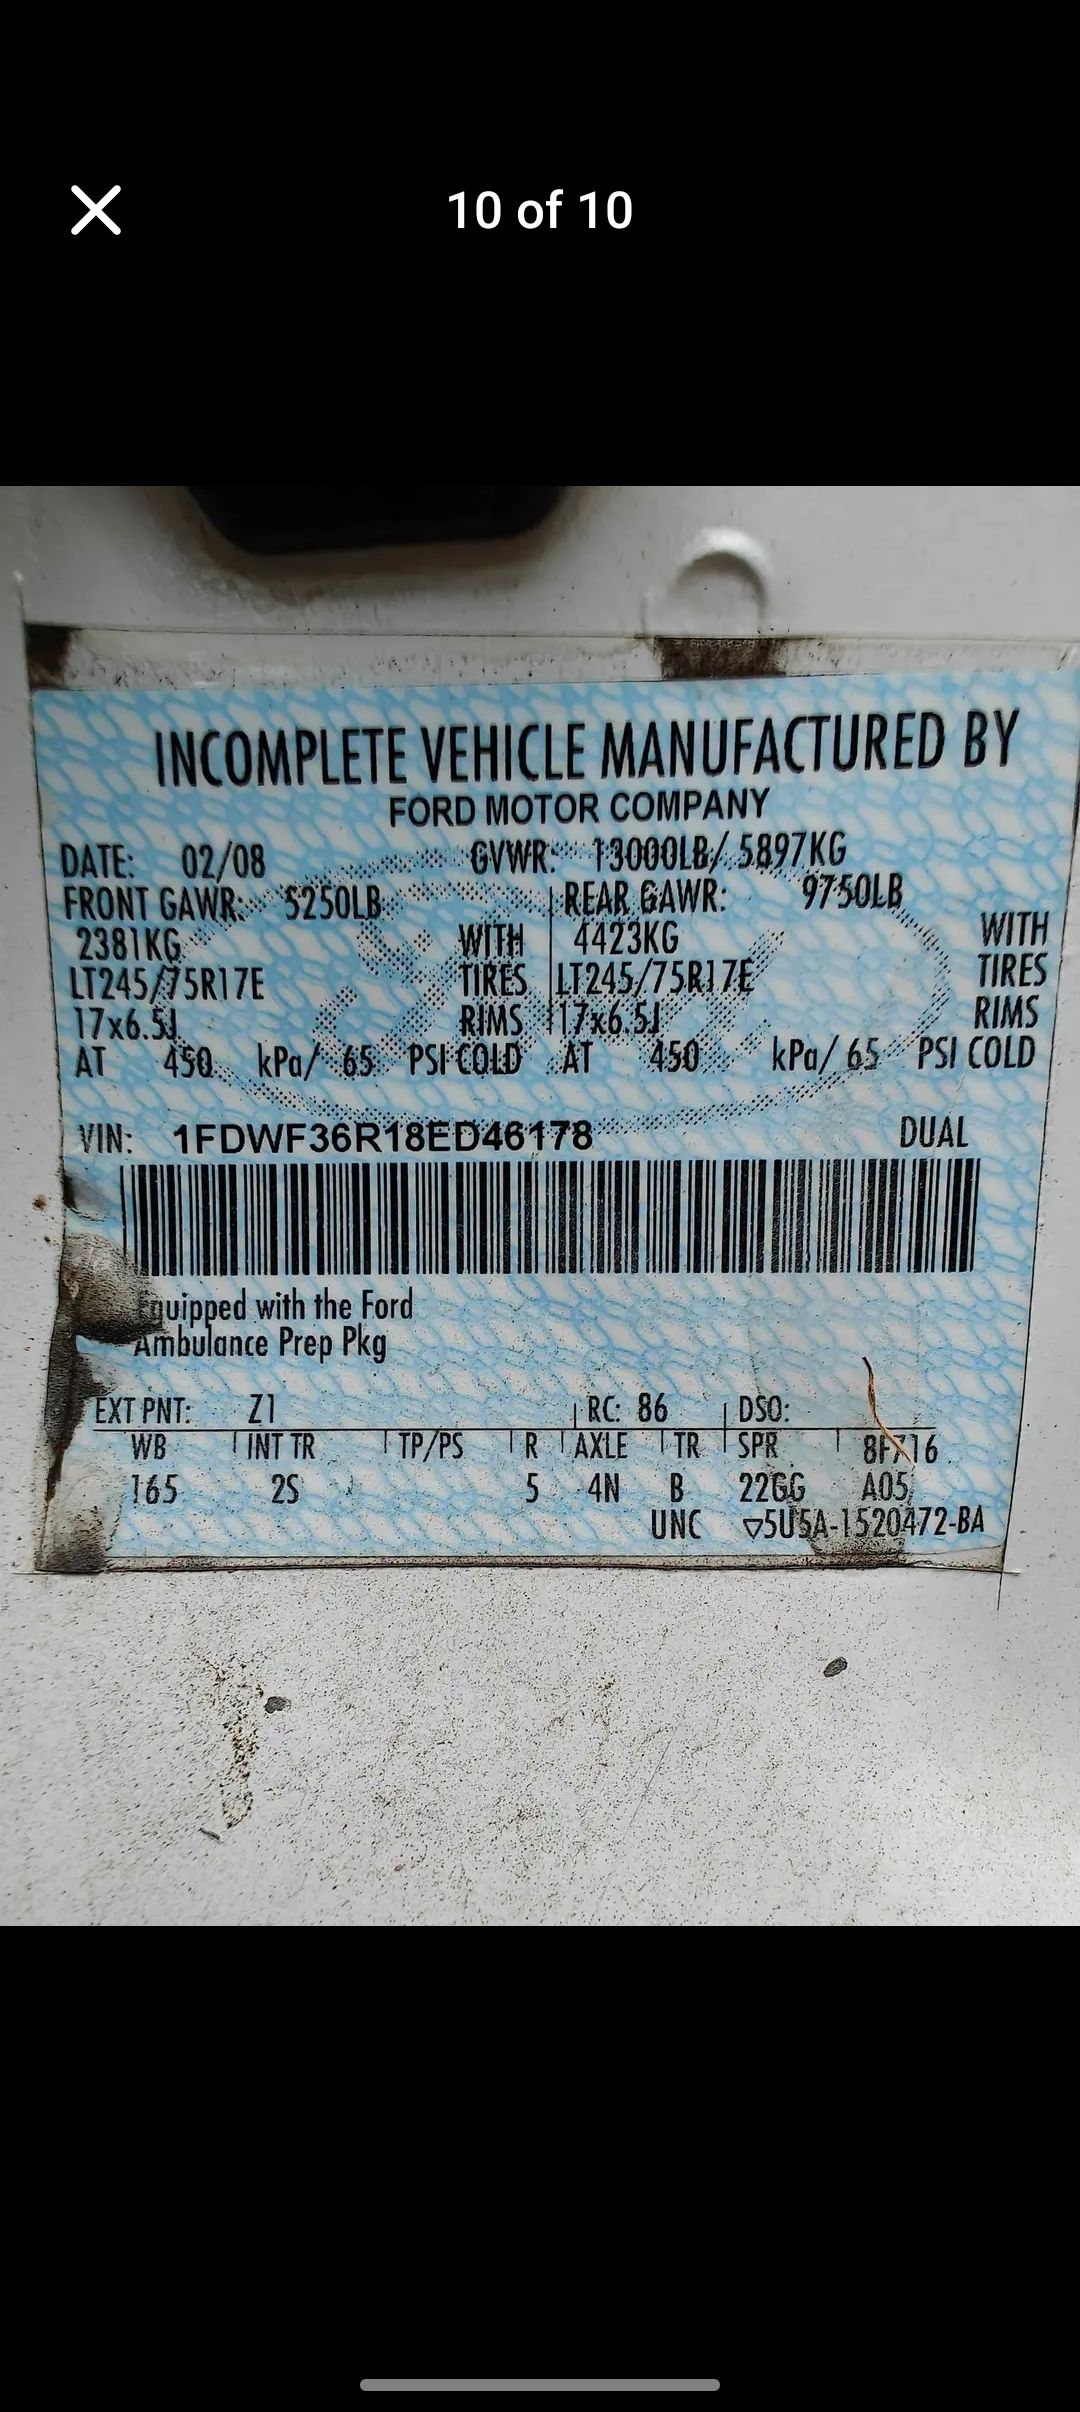 10 of 10
INCOMPLETE VEHICLE MANUFACTURED BY
FORD MOTOR COMPANY
DATE: 02/08 GVWR: 13000LB/ 5897KG
FRONT GAWR: 5250LB REAR GAWR: 9750LB
2381KG WITH 4423KG WITH
LT245/75R17E TIRES LT245/75R17E TIRES
17x6.5J RIMS 17x6.5J RIMS
AT 450 kPa/ 65 PSI COLD AT 450 kPa/ 65 PSI COLD
VIN: 1FDWF36R18ED46178 DUAL
Equipped with the Ford
Ambulance Prep Pkg
EXT PNT: Z1 RC: 86 DSO:
WB INT TR TP/PS R AXLE TR SPR 8F716
165 2S 5 4N B 22GG A05
UNC ▽5U5A-1520472-BA